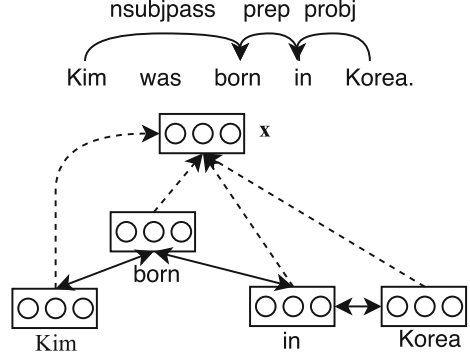 nsubjpass prep probj
Kim was born in Korea.
x
born
Kim in Korea